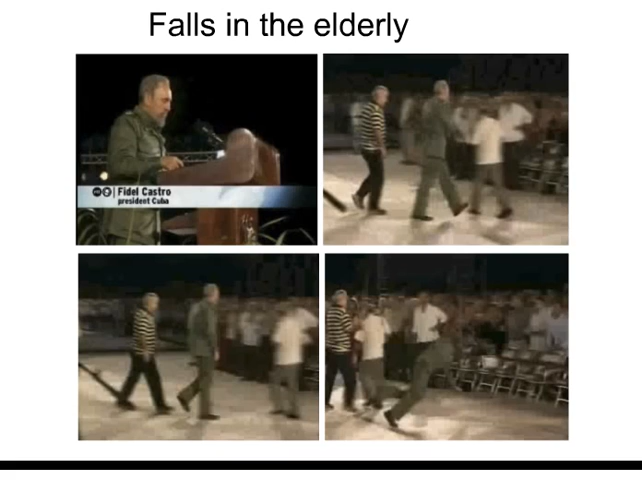 Falls in the elderly
Fidel Castro
president Cuba